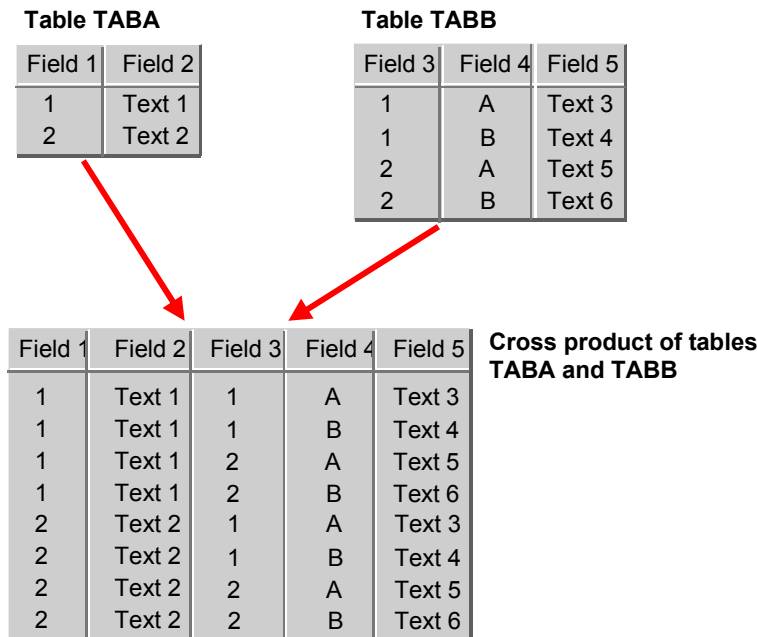 Table TABA
Field 1 Field 2
1 Text 1
2 Text 2
Table TABB
Field 3 Field 4 Field 5
1 A Text 3
1 B Text 4
2 A Text 5
2 B Text 6
Field 1 Field 2 Field 3 Field 4 Field 5
1 Text 1 1 A Text 3
1 Text 1 1 B Text 4
1 Text 1 2 A Text 5
1 Text 1 2 B Text 6
2 Text 2 1 A Text 3
2 Text 2 1 B Text 4
2 Text 2 2 A Text 5
2 Text 2 2 B Text 6
Cross product of tables
TABA and TABB